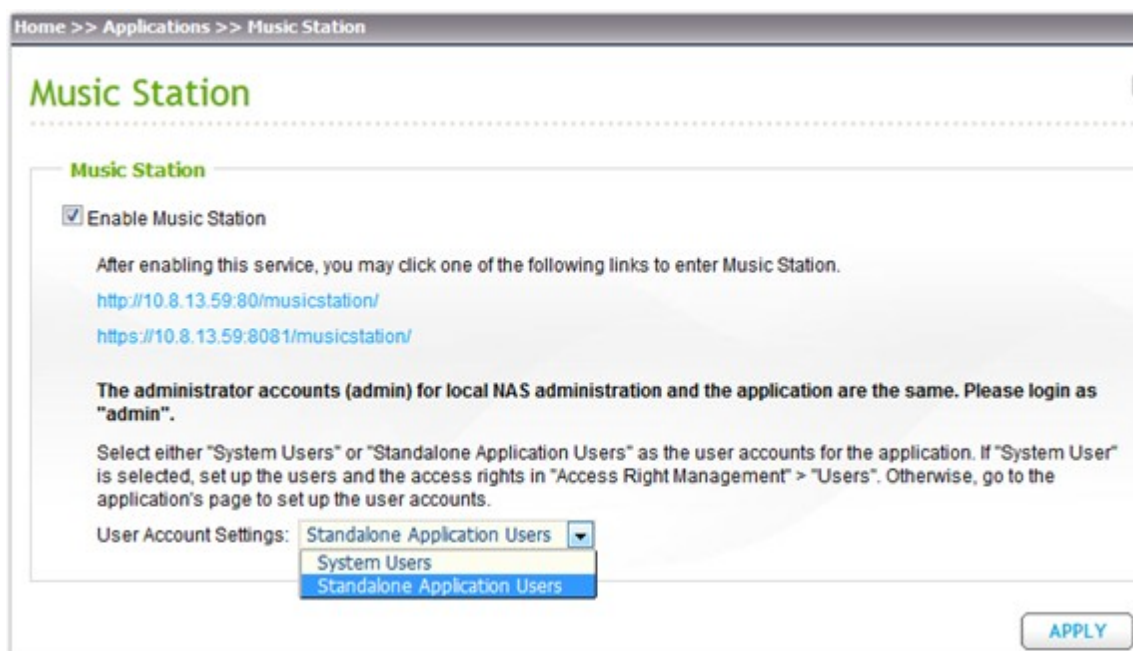 Home >> Applications >> Music Station
Music Station
Music Station
Enable Music Station
After enabling this service, you may click one of the following links to enter Music Station.
http://10.8.13.59:80/musicstation/
https://10.8.13.59:8081/musicstation/
The administrator accounts (admin) for local NAS administration and the application are the same. Please login as
"admin".
Select either "System Users" or "Standalone Application Users" as the user accounts for the application. If "System User"
is selected, set up the users and the access rights in "Access Right Management" > "Users". Otherwise, go to the
application's page to set up the user accounts.
User Account Settings: Standalone Application Users
System Users
Standalone Application Users
APPLY